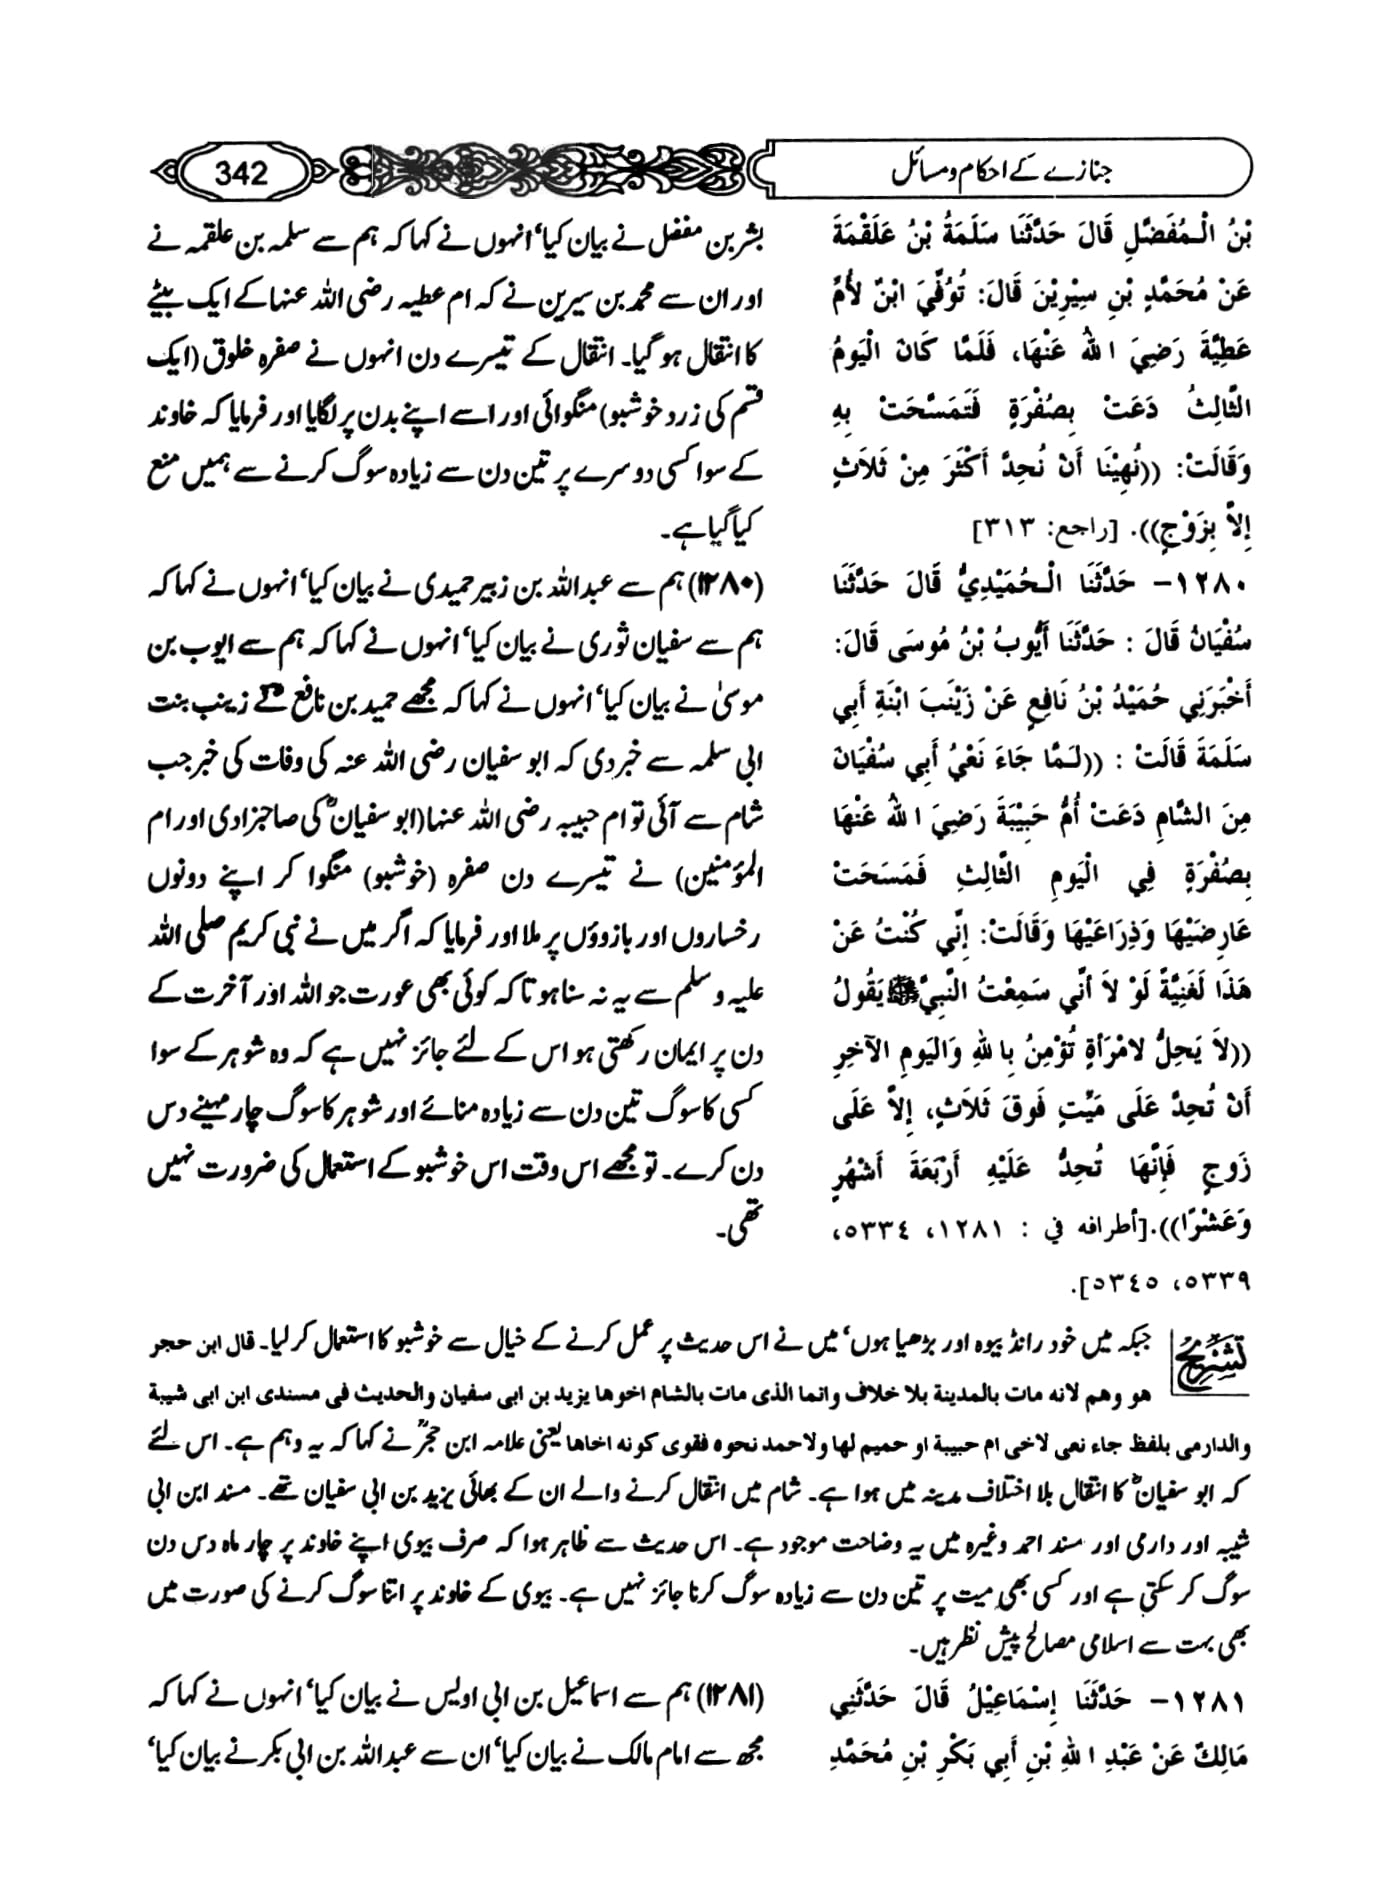 جنازے کے احکام و مسائل
342
بْنُ الْـمُفَضَّلِ قَالَ حَدَّثَنَا سَلَمَةُ بْنُ عَلَقْمَةَ
عَنْ مُحَمَّدِ بْنِ سِيْرِيْنَ قَالَ: تُوُفِّيَ ابْنٌ لأُمِّ
عَطِيَّةَ رَضِيَ اللهُ عَنْهَا، فَلَمَّا كَانَ الْيَومُ
الثَّالِثُ دَعَتْ بِصُفْرَةٍ فَتَمَسَّحَتْ بِهِ
وَقَالَتْ: ((نُهِيْنَا أَنْ نُحِدَّ أَكْثَرَ مِنْ ثَلاَثٍ
إِلاَّ بِزَوْجٍ)). [راجع: ٣١٣]
١٢٨٠- حَدَّثَنَا الْـحُمَيْدِيُّ قَالَ حَدَّثَنَا
سُفْيَانُ قَالَ : حَدَّثَنَا أَيُّوبُ بْنُ مُوسَى قَالَ:
أَخْبَرَنِي حُمَيْدُ بْنُ نَافِعٍ عَنْ زَيْنَبَ ابْنَةِ أَبِي
سَلَمَةَ قَالَتْ : ((لَـمَّا جَاءَ نَعْيُ أَبِي سُفْيَانَ
مِنَ الشَّامِ دَعَتْ أُمُّ حَبِيْبَةَ رَضِيَ اللهُ عَنْهَا
بِصُفْرَةٍ فِي الْيَومِ الثَّالِثِ فَمَسَحَتْ
عَارِضَيْهَا وَذِرَاعَيْهَا وَقَالَتْ: إِنِّي كُنْتُ عَنْ
هَذَا لَغَنِيَّةً لَوْ لاَ أَنِّي سَمِعْتُ النَّبِيَّ ﷺ يَقُولُ
((لاَ يَحِلُّ لامْرَأةٍ تُؤْمِنُ بِاللهِ وَالْيَومِ الآخِرِ
أَنْ تُحِدَّ عَلَى مَيِّتٍ فَوقَ ثَلاَثٍ، إِلاَّ عَلَى
زَوجٍ فَإِنَّهَا تُحِدُّ عَلَيْهِ أَرْبَعَةَ أَشْهُرٍ
وَعَشْرًا)).[أطرافه في : ١٢٨١، ٥٣٣٤،
٥٣٣٩، ٥٣٤٥].
بشر بن مفضل نے بیان کیا‘ انہوں نے کہا کہ ہم سے سلمہ بن علقمہ نے
اور ان سے محمد بن سیرین نے کہ ام عطیہ رضی اللہ عنہا کے ایک بیٹے
کا انتقال ہو گیا۔ انتقال کے تیسرے دن انہوں نے صفرہ خلوق (ایک
قسم کی زرد خوشبو) منگوائی اور اسے اپنے بدن پر لگایا اور فرمایا کہ خاوند
کے سوا کسی دوسرے پر تین دن سے زیادہ سوگ کرنے سے ہمیں منع
کیا گیا ہے۔
(۱۲۸۰) ہم سے عبداللہ بن زبیر حمیدی نے بیان کیا‘ انہوں نے کہا کہ
ہم سے سفیان ثوری نے بیان کیا‘ انہوں نے کہا کہ ہم سے ایوب بن
موسیٰ نے بیان کیا‘ انہوں نے کہا کہ مجھے حمید بن نافع نے زینب بنت
ابی سلمہ سے خبر دی کہ ابو سفیان رضی اللہ عنہ کی وفات کی خبر جب
شام سے آئی تو ام حبیبہ رضی اللہ عنہا (ابو سفیانؓ کی صاحبزادی اور ام
المؤمنین) نے تیسرے دن صفرہ (خوشبو) منگوا کر اپنے دونوں
رخساروں اور بازوؤں پر ملا اور فرمایا کہ اگر میں نے نبی کریم صلی اللہ
علیہ وسلم سے یہ نہ سنا ہوتا کہ کوئی بھی عورت جو اللہ اور آخرت کے
دن پر ایمان رکھتی ہو اس کے لئے جائز نہیں ہے کہ وہ شوہر کے سوا
کسی کا سوگ تین دن سے زیادہ منائے اور شوہر کا سوگ چار مہینے دس
دن کرے۔ تو مجھے اس وقت اس خوشبو کے استعمال کی ضرورت نہیں
تھی۔
تشریح جبکہ میں خود رانڈ بیوہ اور بڑھیا ہوں‘ میں نے اس حدیث پر عمل کرنے کے خیال سے خوشبو کا استعمال کر لیا۔ قال ابن حجر
هو وهم لانه مات بالمدينة بلا خلاف وانما الذى مات بالشام اخوها يزيد بن ابى سفيان والحديث فى مسندى ابن ابى شيبة
والدارمى بلفظ جاء نعى لاخى ام حبيبة او حميم لها ولاحمد نحوه فقوى كونه اخاها یعنی علامہ ابن حجرؒ نے کہا کہ یہ وہم ہے۔ اس لئے
کہ ابو سفیانؓ کا انتقال بلا اختلاف مدینہ میں ہوا ہے۔ شام میں انتقال کرنے والے ان کے بھائی یزید بن ابی سفیان تھے۔ مسند ابن ابی
شیبہ اور دارمی اور مسند احمد وغیرہ میں یہ وضاحت موجود ہے۔ اس حدیث سے ظاہر ہوا کہ صرف بیوی اپنے خاوند پر چار ماہ دس دن
سوگ کر سکتی ہے اور کسی بھی میت پر تین دن سے زیادہ سوگ کرنا جائز نہیں ہے۔ بیوی کے خاوند پر اتنا سوگ کرنے کی صورت میں
بھی بہت سے اسلامی مصالح پیش نظر ہیں۔
١٢٨١- حَدَّثَنَا إِسْمَاعِيْلُ قَالَ حَدَّثَنِي
مَالِكٌ عَنْ عَبْدِ اللهِ بْنِ أَبِي بَكْرِ بْنِ مُحَمَّدِ
(۱۲۸۱) ہم سے اسماعیل بن ابی اویس نے بیان کیا‘ انہوں نے کہا کہ
مجھ سے امام مالک نے بیان کیا‘ ان سے عبداللہ بن ابی بکر نے بیان کیا‘